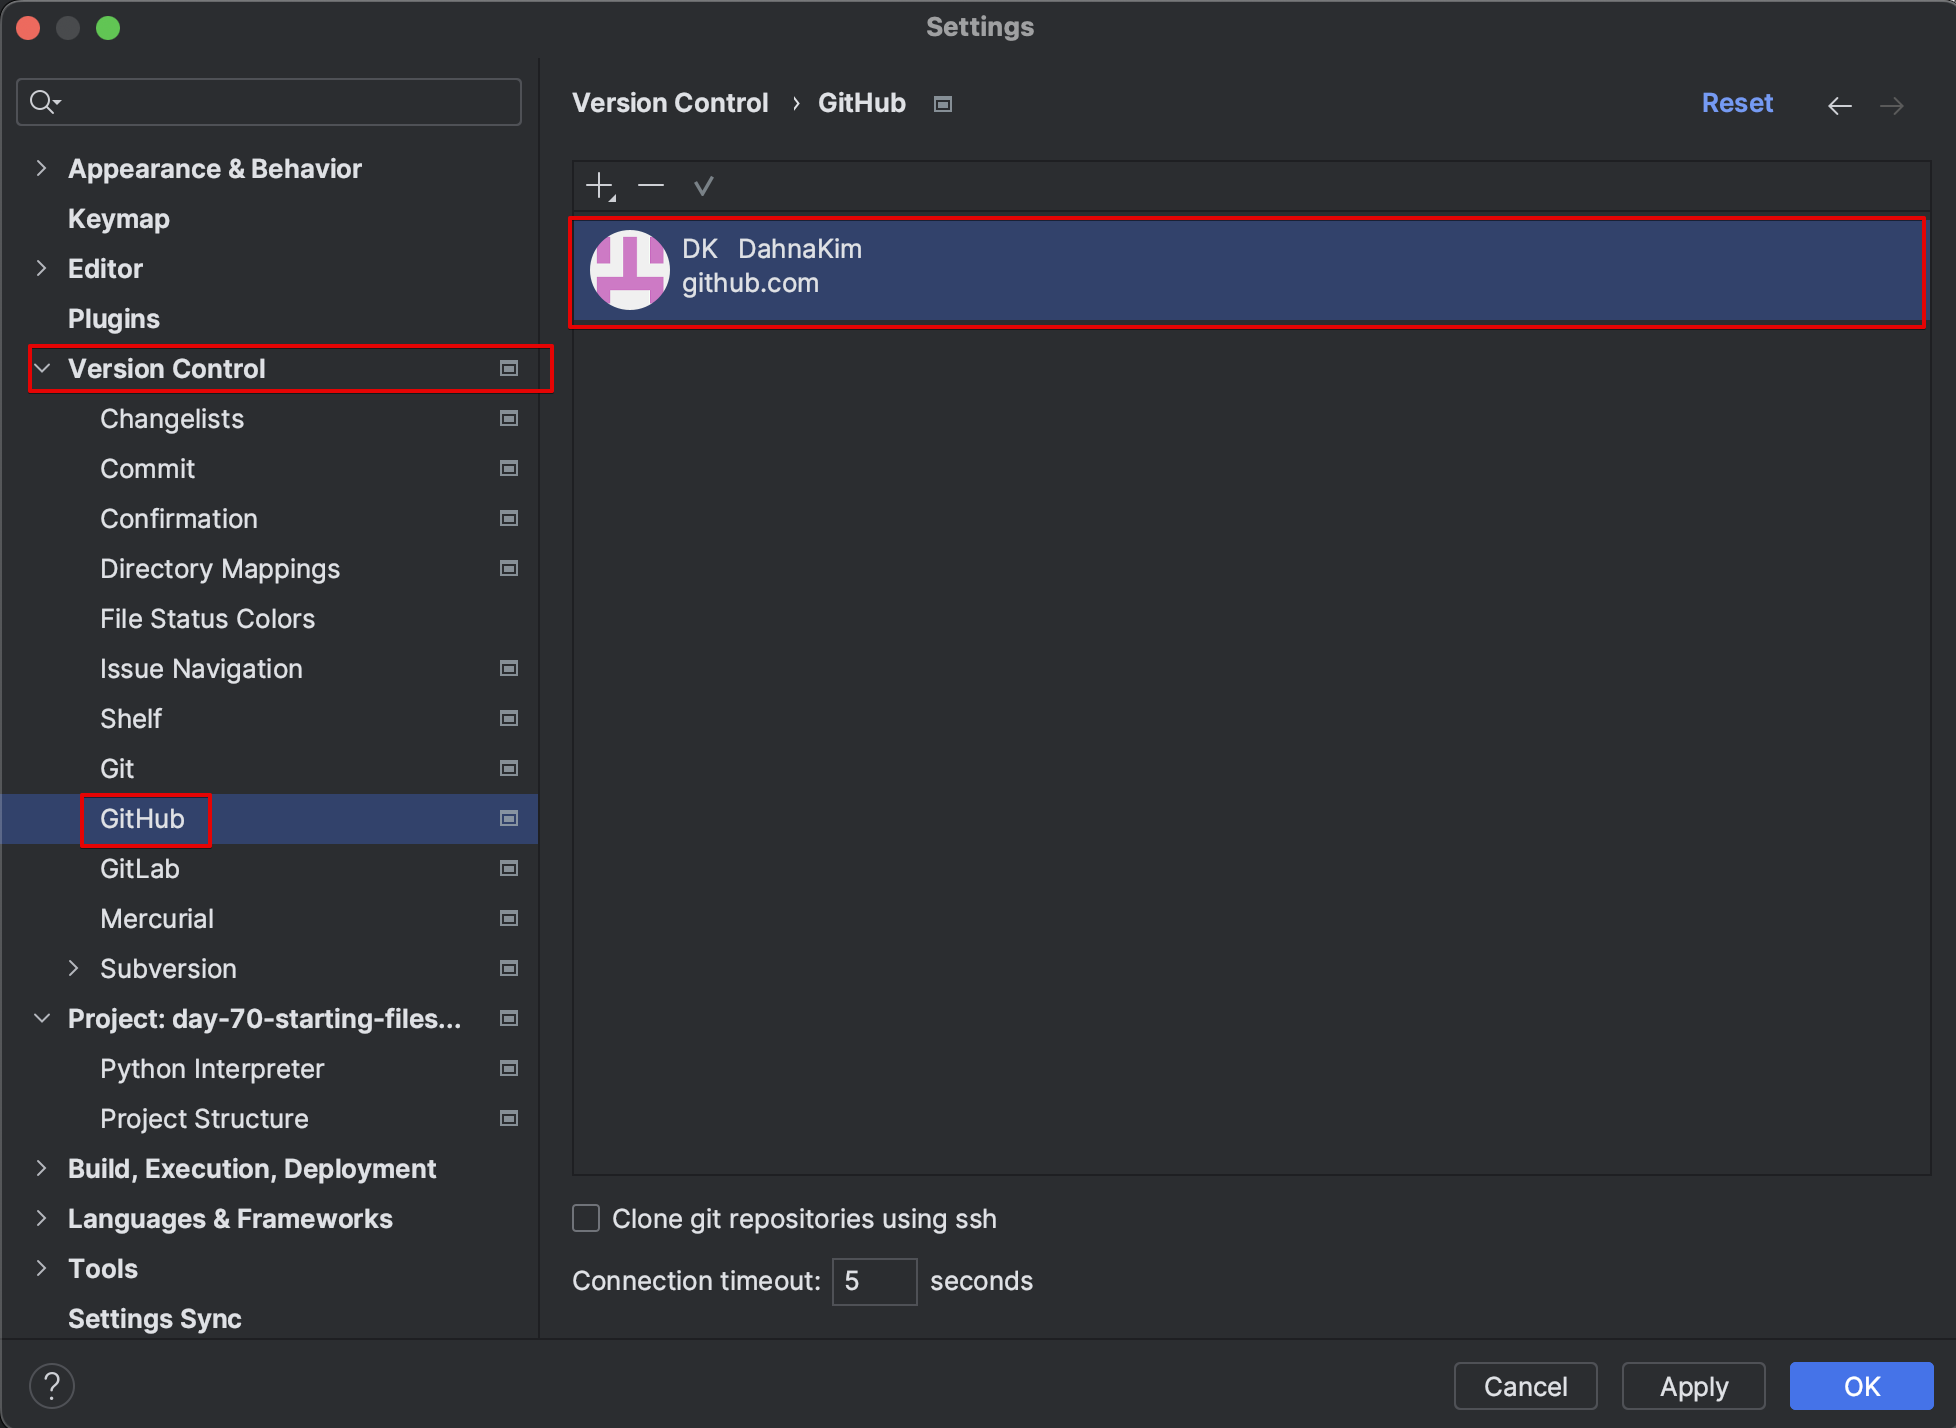 Settings
Appearance & Behavior
Keymap
Editor
Plugins
Version Control
Changelists
Commit
Confirmation
Directory Mappings
File Status Colors
Issue Navigation
Shelf
Git
GitHub
GitLab
Mercurial
Subversion
Project: day-70-starting-files...
Python Interpreter
Project Structure
Build, Execution, Deployment
Languages & Frameworks
Tools
Settings Sync
Version Control › GitHub
Reset
DK DahnaKim
github.com
Clone git repositories using ssh
Connection timeout: 5 seconds
?
Cancel
Apply
OK